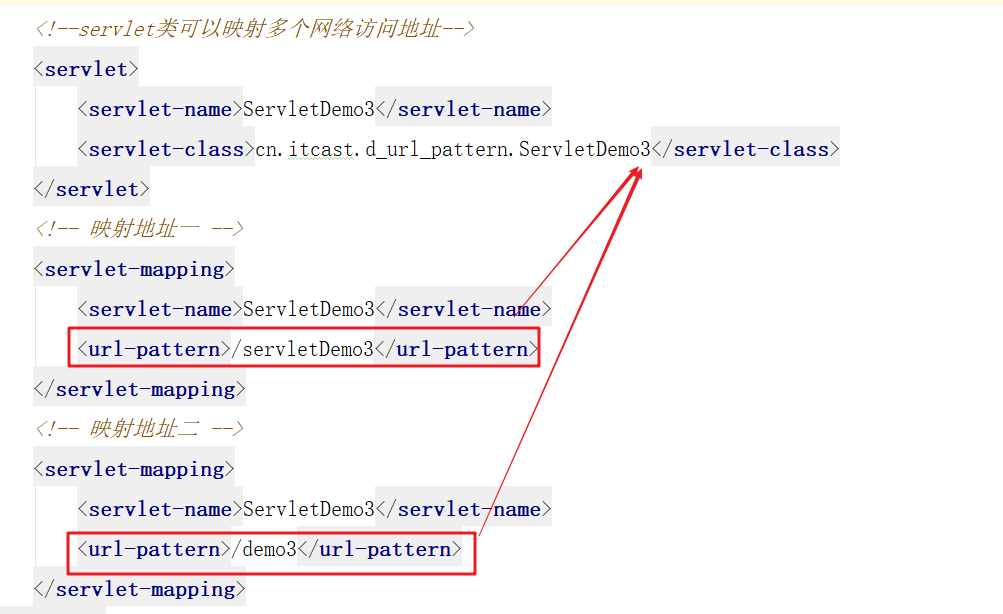 <!--servlet类可以映射多个网络访问地址-->
<servlet>
<servlet-name>ServletDemo3</servlet-name>
<servlet-class>cn.itcast.d_url_pattern.ServletDemo3</servlet-class>
</servlet>
<!-- 映射地址一 -->
<servlet-mapping>
<servlet-name>ServletDemo3</servlet-name>
<url-pattern>/servletDemo3</url-pattern>
</servlet-mapping>
<!-- 映射地址二 -->
<servlet-mapping>
<servlet-name>ServletDemo3</servlet-name>
<url-pattern>/demo3</url-pattern>
</servlet-mapping>